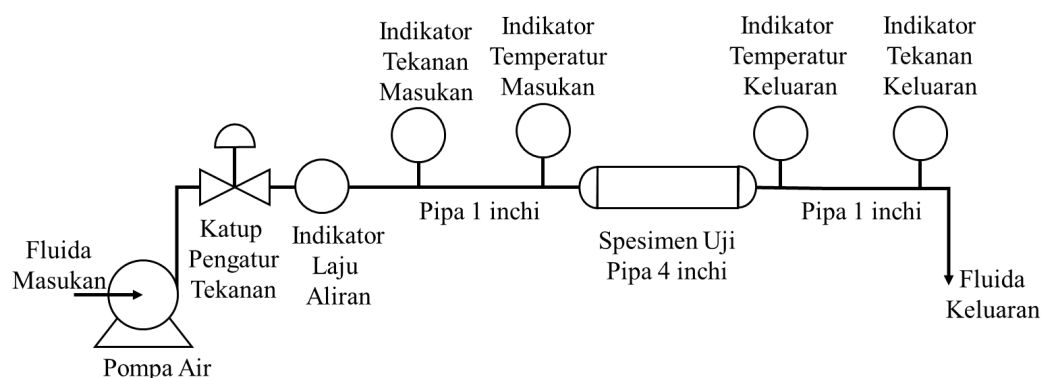 Indikator
Tekanan
Masukan
Indikator
Temperatur
Masukan
Indikator
Temperatur
Keluaran
Indikator
Tekanan
Keluaran
Pipa 1 inchi
Pipa 1 inchi
Katup
Pengatur
Tekanan
Indikator
Laju
Aliran
Spesimen Uji
Pipa 4 inchi
Fluida
Masukan
Fluida
Keluaran
Pompa Air